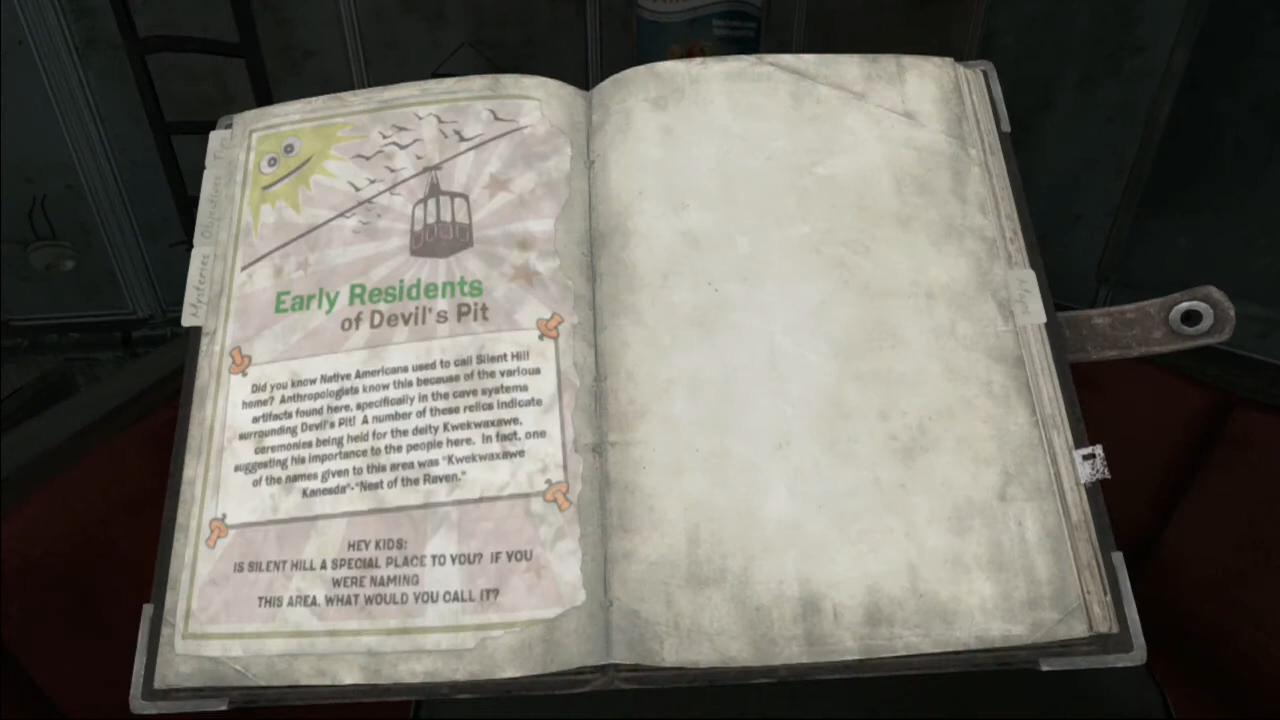 Early Residents
of Devil's Pit
Did you know Native Americans used to call Silent Hill
home? Anthropologists know this because of the various
artifacts found here, specifically in the cave systems
surrounding Devil's Pit! A number of these relics indicate
ceremonies being held for the deity Kwekwaxawe,
suggesting his importance to the people here. In fact, one
of the names given to this area was "Kwekwaxawe
Kanesda"-"Nest of the Raven."
HEY KIDS:
IS SILENT HILL A SPECIAL PLACE TO YOU? IF YOU
WERE NAMING
THIS AREA, WHAT WOULD YOU CALL IT?
Objectives
Mysteries
Maps